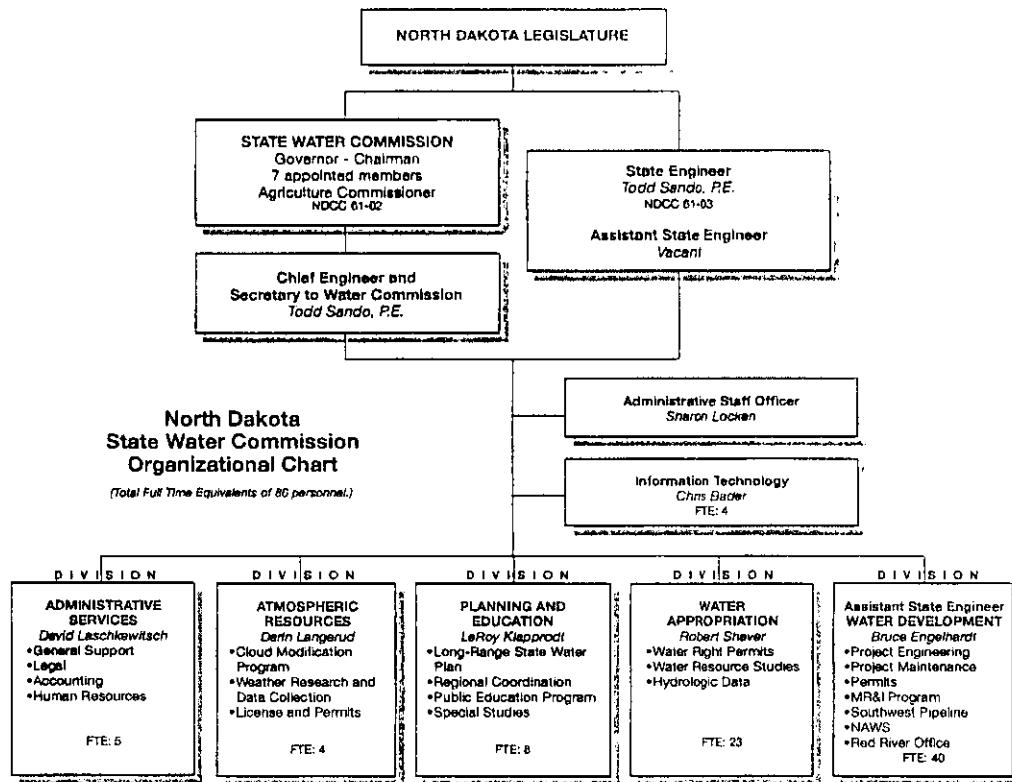 NORTH DAKOTA LEGISLATURE
STATE WATER COMMISSION
Governor - Chairman
7 appointed members
Agriculture Commissioner
NDCC 61-02
State Engineer
Todd Sando, P.E.
NDCC 61-03
Assistant State Engineer
Vacant
Chief Engineer and
Secretary to Water Commission
Todd Sando, P.E.
Administrative Staff Officer
Sharon Locken
North Dakota
State Water Commission
Organizational Chart
(Total Full Time Equivalents of 86 personnel.)
Information Technology
Chris Bader
FTE: 4
DIVISION
ADMINISTRATIVE
SERVICES
David Laschkewitsch
•General Support
•Legal
•Accounting
•Human Resources
FTE: 5
DIVISION
ATMOSPHERIC
RESOURCES
Darin Langerud
•Cloud Modification
Program
•Weather Research and
Data Collection
•License and Permits
FTE: 4
DIVISION
PLANNING AND
EDUCATION
LeRoy Klapprodt
•Long-Range State Water
Plan
•Regional Coordination
•Public Education Program
•Special Studies
FTE: 8
DIVISION
WATER
APPROPRIATION
Robert Shaver
•Water Right Permits
•Water Resource Studies
•Hydrologic Data
FTE: 23
DIVISION
Assistant State Engineer
WATER DEVELOPMENT
Bruce Engelhardt
•Project Engineering
•Project Maintenance
•Permits
•MR&I Program
•Southwest Pipeline
•NAWS
•Red River Office
FTE: 40